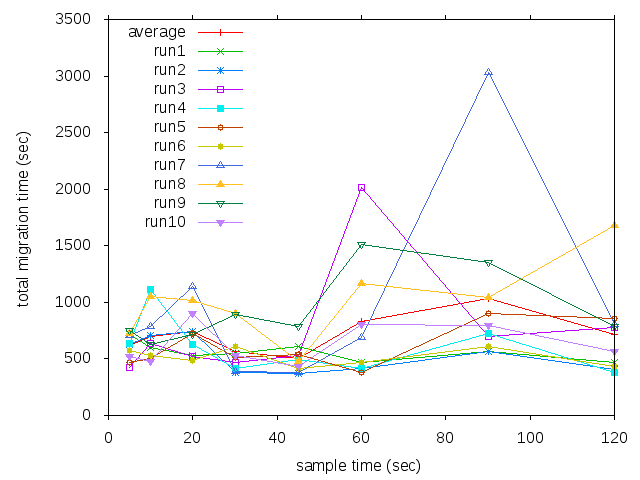 3500
3000
2500
2000
1500
1000
500
0
total migration time (sec)
average
run1
run2
run3
run4
run5
run6
run7
run8
run9
run10
0 20 40 60 80 100 120
sample time (sec)